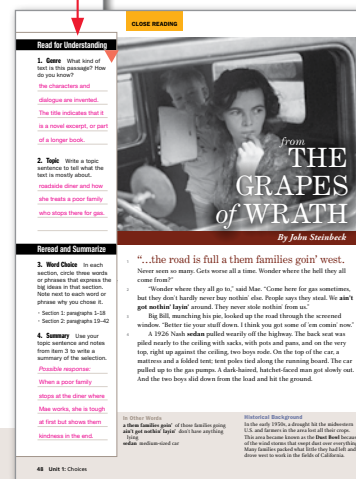 CLOSE READING
Read for Understanding
1. Genre What kind of
text is this passage? How
do you know?
the characters and
dialogue are invented.
The title indicates that it
is a novel excerpt, or part
of a longer book.
2. Topic Write a topic
sentence to tell what the
text is mostly about.
roadside diner and how
she treats a poor family
who stops there for gas.
Reread and Summarize
3. Word Choice In each
section, circle three words
or phrases that express the
big ideas in that section.
Note next to each word or
phrase why you chose it.
• Section 1: paragraphs 1–18
• Section 2: paragraphs 19–42
4. Summary Use your
topic sentence and notes
from item 3 to write a
summary of the selection.
Possible response:
When a poor family
stops at the diner where
Mae works, she is tough
at first but shows them
kindness in the end.
from
THE
GRAPES
of WRATH
By John Steinbeck
1 "…the road is full a them families goin' west.
Never seen so many. Gets worse all a time. Wonder where the hell they all
come from?"
2 "Wonder where they all go to," said Mae. "Come here for gas sometimes,
but they don't hardly never buy nothin' else. People says they steal. We ain't
got nothin' layin' around. They never stole nothin' from us."
3 Big Bill, munching his pie, looked up the road through the screened
window. "Better tie your stuff down. I think you got some of 'em comin' now."
4 A 1926 Nash sedan pulled wearily off the highway. The back seat was
piled nearly to the ceiling with sacks, with pots and pans, and on the very
top, right up against the ceiling, two boys rode. On the top of the car, a
mattress and a folded tent; tent poles tied along the running board. The car
pulled up to the gas pumps. A dark-haired, hatchet-faced man got slowly out.
And the two boys slid down from the load and hit the ground.
In Other Words
a them families goin' of those families going
ain't got nothin' layin' don't have anything
lying
sedan medium-sized car
Historical Background
In the early 1930s, a drought hit the midwestern
U.S. and farmers in the area lost all their crops.
This area became known as the Dust Bowl because
of the wind storms that swept dust over everything.
Many families packed what little they had left and
drove west to work in the fields of California.
48 Unit 1: Choices